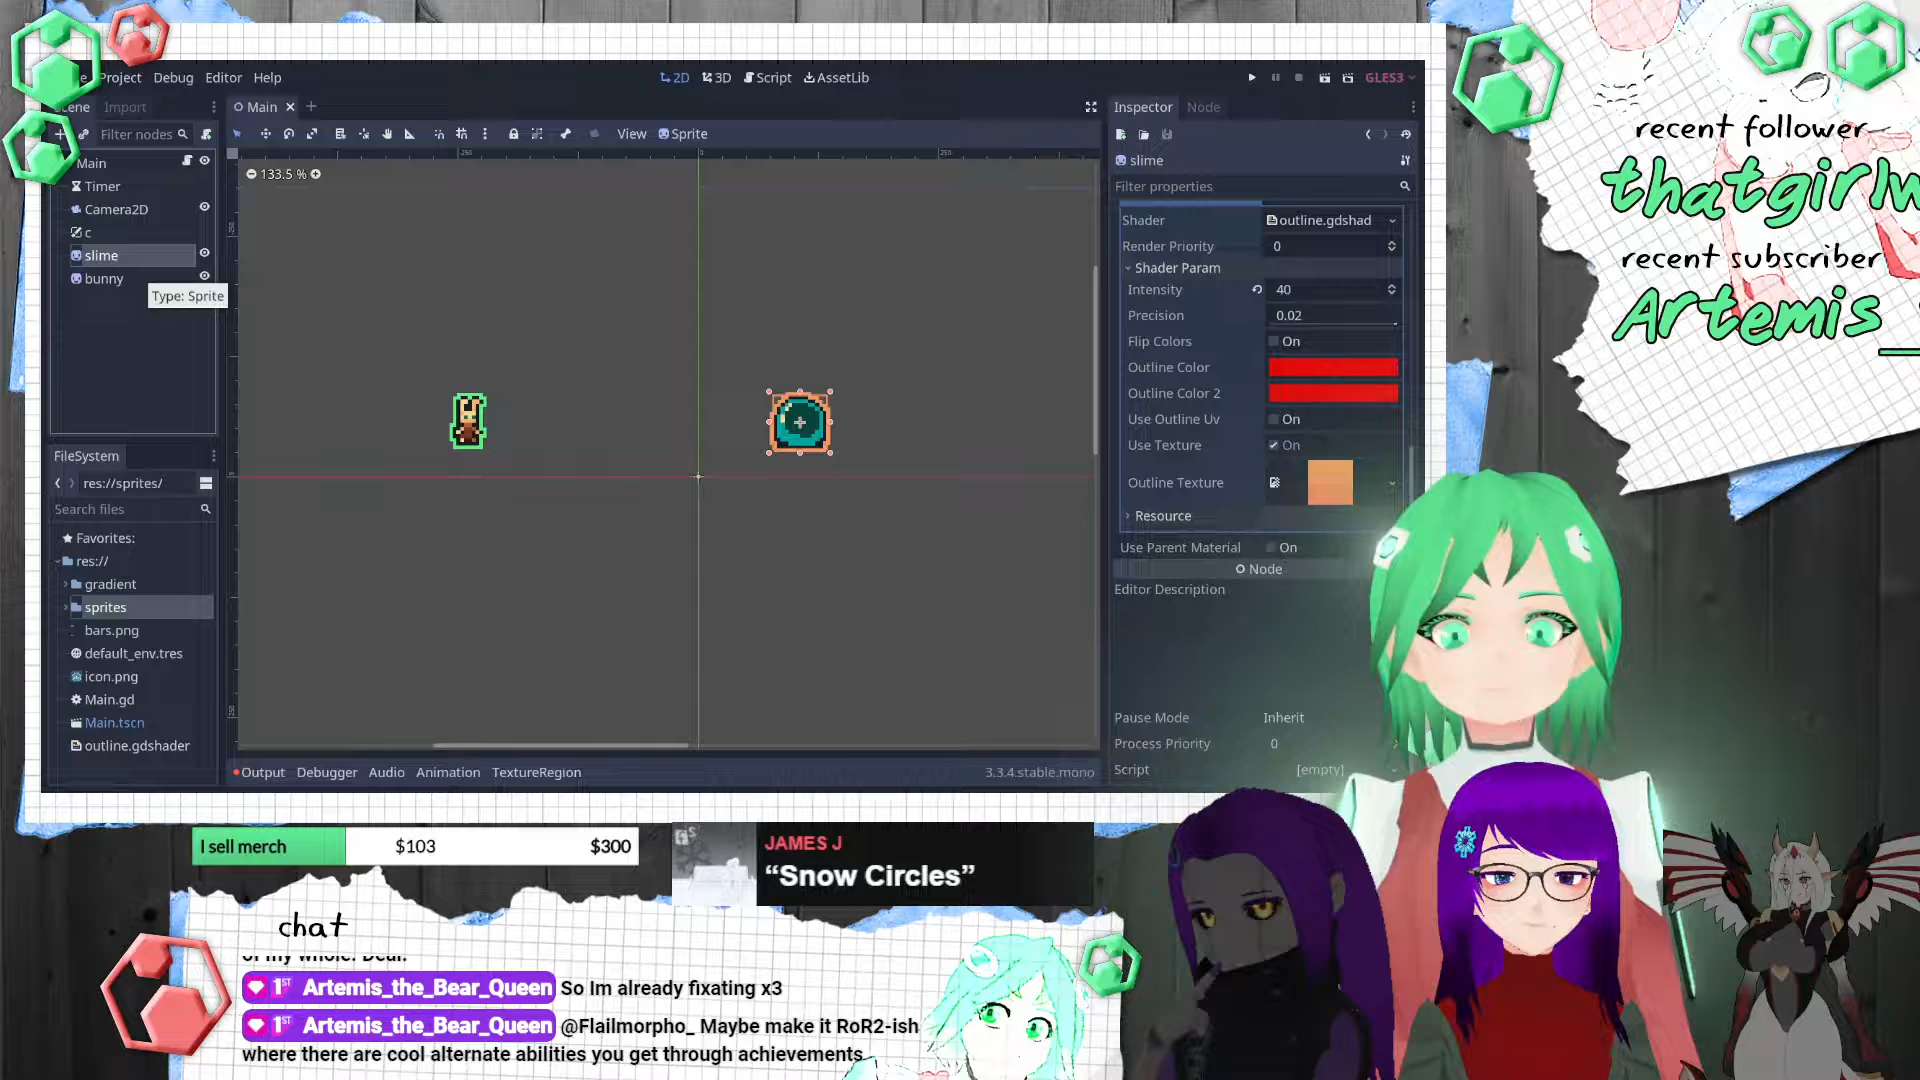 Project Debug Editor Help
2D 3D Script AssetLib
GLES3
Scene Import
Main
Inspector Node
Filter nodes
View Sprite
Main
slime
133.5 %
Timer
Filter properties
Camera2D
c
slime
bunny
Type: Sprite
Shader outline.gdshad
Render Priority 0
Shader Param
Intensity 40
Precision 0.02
Flip Colors On
Outline Color
Outline Color 2
Use Outline Uv On
Use Texture On
Outline Texture
Resource
Use Parent Material On
Node
Editor Description
Pause Mode Inherit
Process Priority 0
Script [empty]
FileSystem
res://sprites/
Search files
Favorites:
res://
gradient
sprites
bars.png
default_env.tres
icon.png
Main.gd
Main.tscn
outline.gdshader
Output Debugger Audio Animation TextureRegion
3.3.4.stable.mono
recent follower
thatgirlw
recent subscriber
Artemis_
I sell merch $103 $300
JAMES J
“Snow Circles”
chat
of my whole. Dear.
1ST Artemis_the_Bear_Queen So Im already fixating x3
1ST Artemis_the_Bear_Queen @Flailmorpho_ Maybe make it RoR2-ish
where there are cool alternate abilities you get through achievements